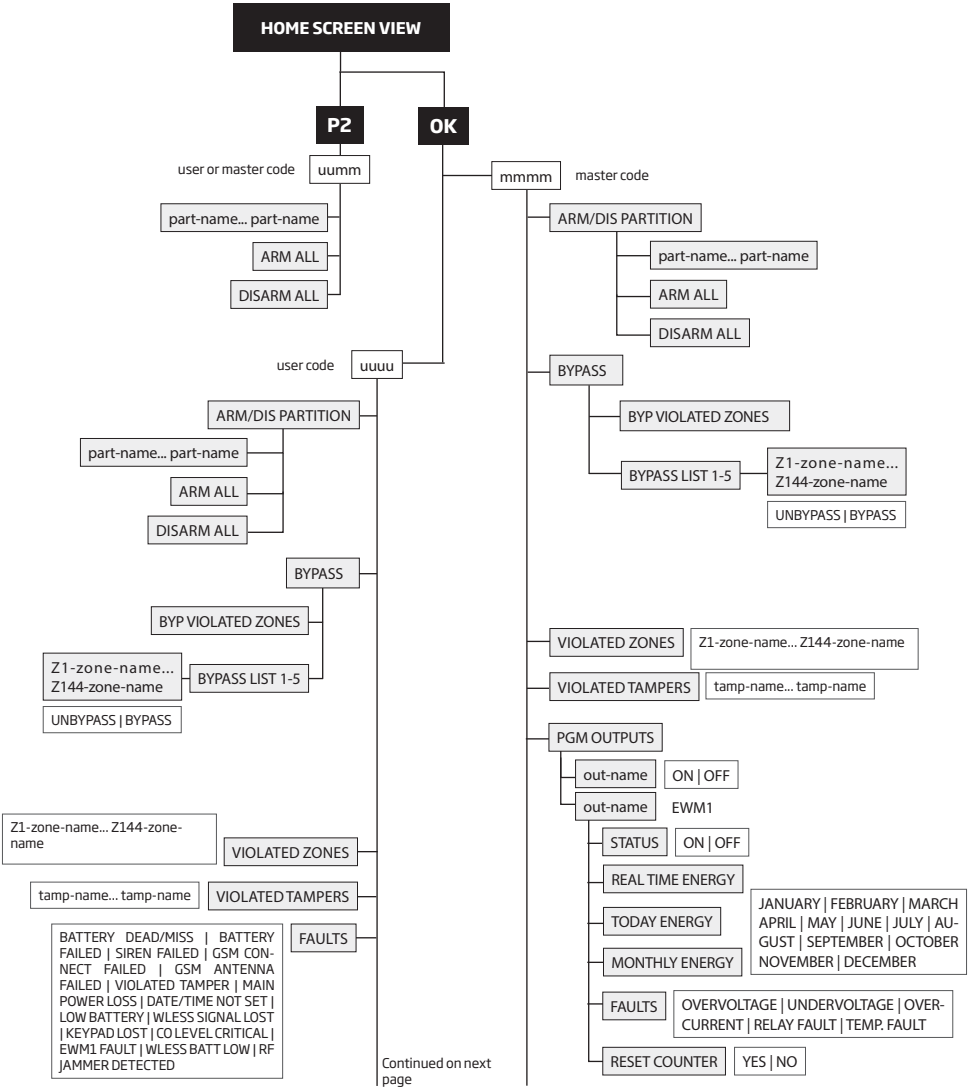 HOME SCREEN VIEW
P2
OK
user or master code
uumm
part-name... part-name
ARM ALL
DISARM ALL
mmmm
master code
ARM/DIS PARTITION
part-name... part-name
ARM ALL
DISARM ALL
BYPASS
BYP VIOLATED ZONES
BYPASS LIST 1-5
Z1-zone-name...
Z144-zone-name
UNBYPASS | BYPASS
VIOLATED ZONES
Z1-zone-name... Z144-zone-name
VIOLATED TAMPERS
tamp-name... tamp-name
PGM OUTPUTS
out-name
ON | OFF
out-name
EWM1
STATUS
ON | OFF
REAL TIME ENERGY
TODAY ENERGY
MONTHLY ENERGY
JANUARY | FEBRUARY | MARCH
APRIL | MAY | JUNE | JULY | AU-
GUST | SEPTEMBER | OCTOBER
NOVEMBER | DECEMBER
FAULTS
OVERVOLTAGE | UNDERVOLTAGE | OVER-
CURRENT | RELAY FAULT | TEMP. FAULT
RESET COUNTER
YES | NO
user code
uuuu
ARM/DIS PARTITION
part-name... part-name
ARM ALL
DISARM ALL
BYPASS
BYP VIOLATED ZONES
Z1-zone-name...
Z144-zone-name
BYPASS LIST 1-5
UNBYPASS | BYPASS
Z1-zone-name... Z144-zone-
name
VIOLATED ZONES
tamp-name... tamp-name
VIOLATED TAMPERS
FAULTS
BATTERY DEAD/MISS | BATTERY
FAILED | SIREN FAILED | GSM CON-
NECT FAILED | GSM ANTENNA
FAILED | VIOLATED TAMPER | MAIN
POWER LOSS | DATE/TIME NOT SET |
LOW BATTERY | WLESS SIGNAL LOST
| KEYPAD LOST | CO LEVEL CRITICAL |
EWM1 FAULT | WLESS BATT LOW | RF
JAMMER DETECTED
Continued on next
page